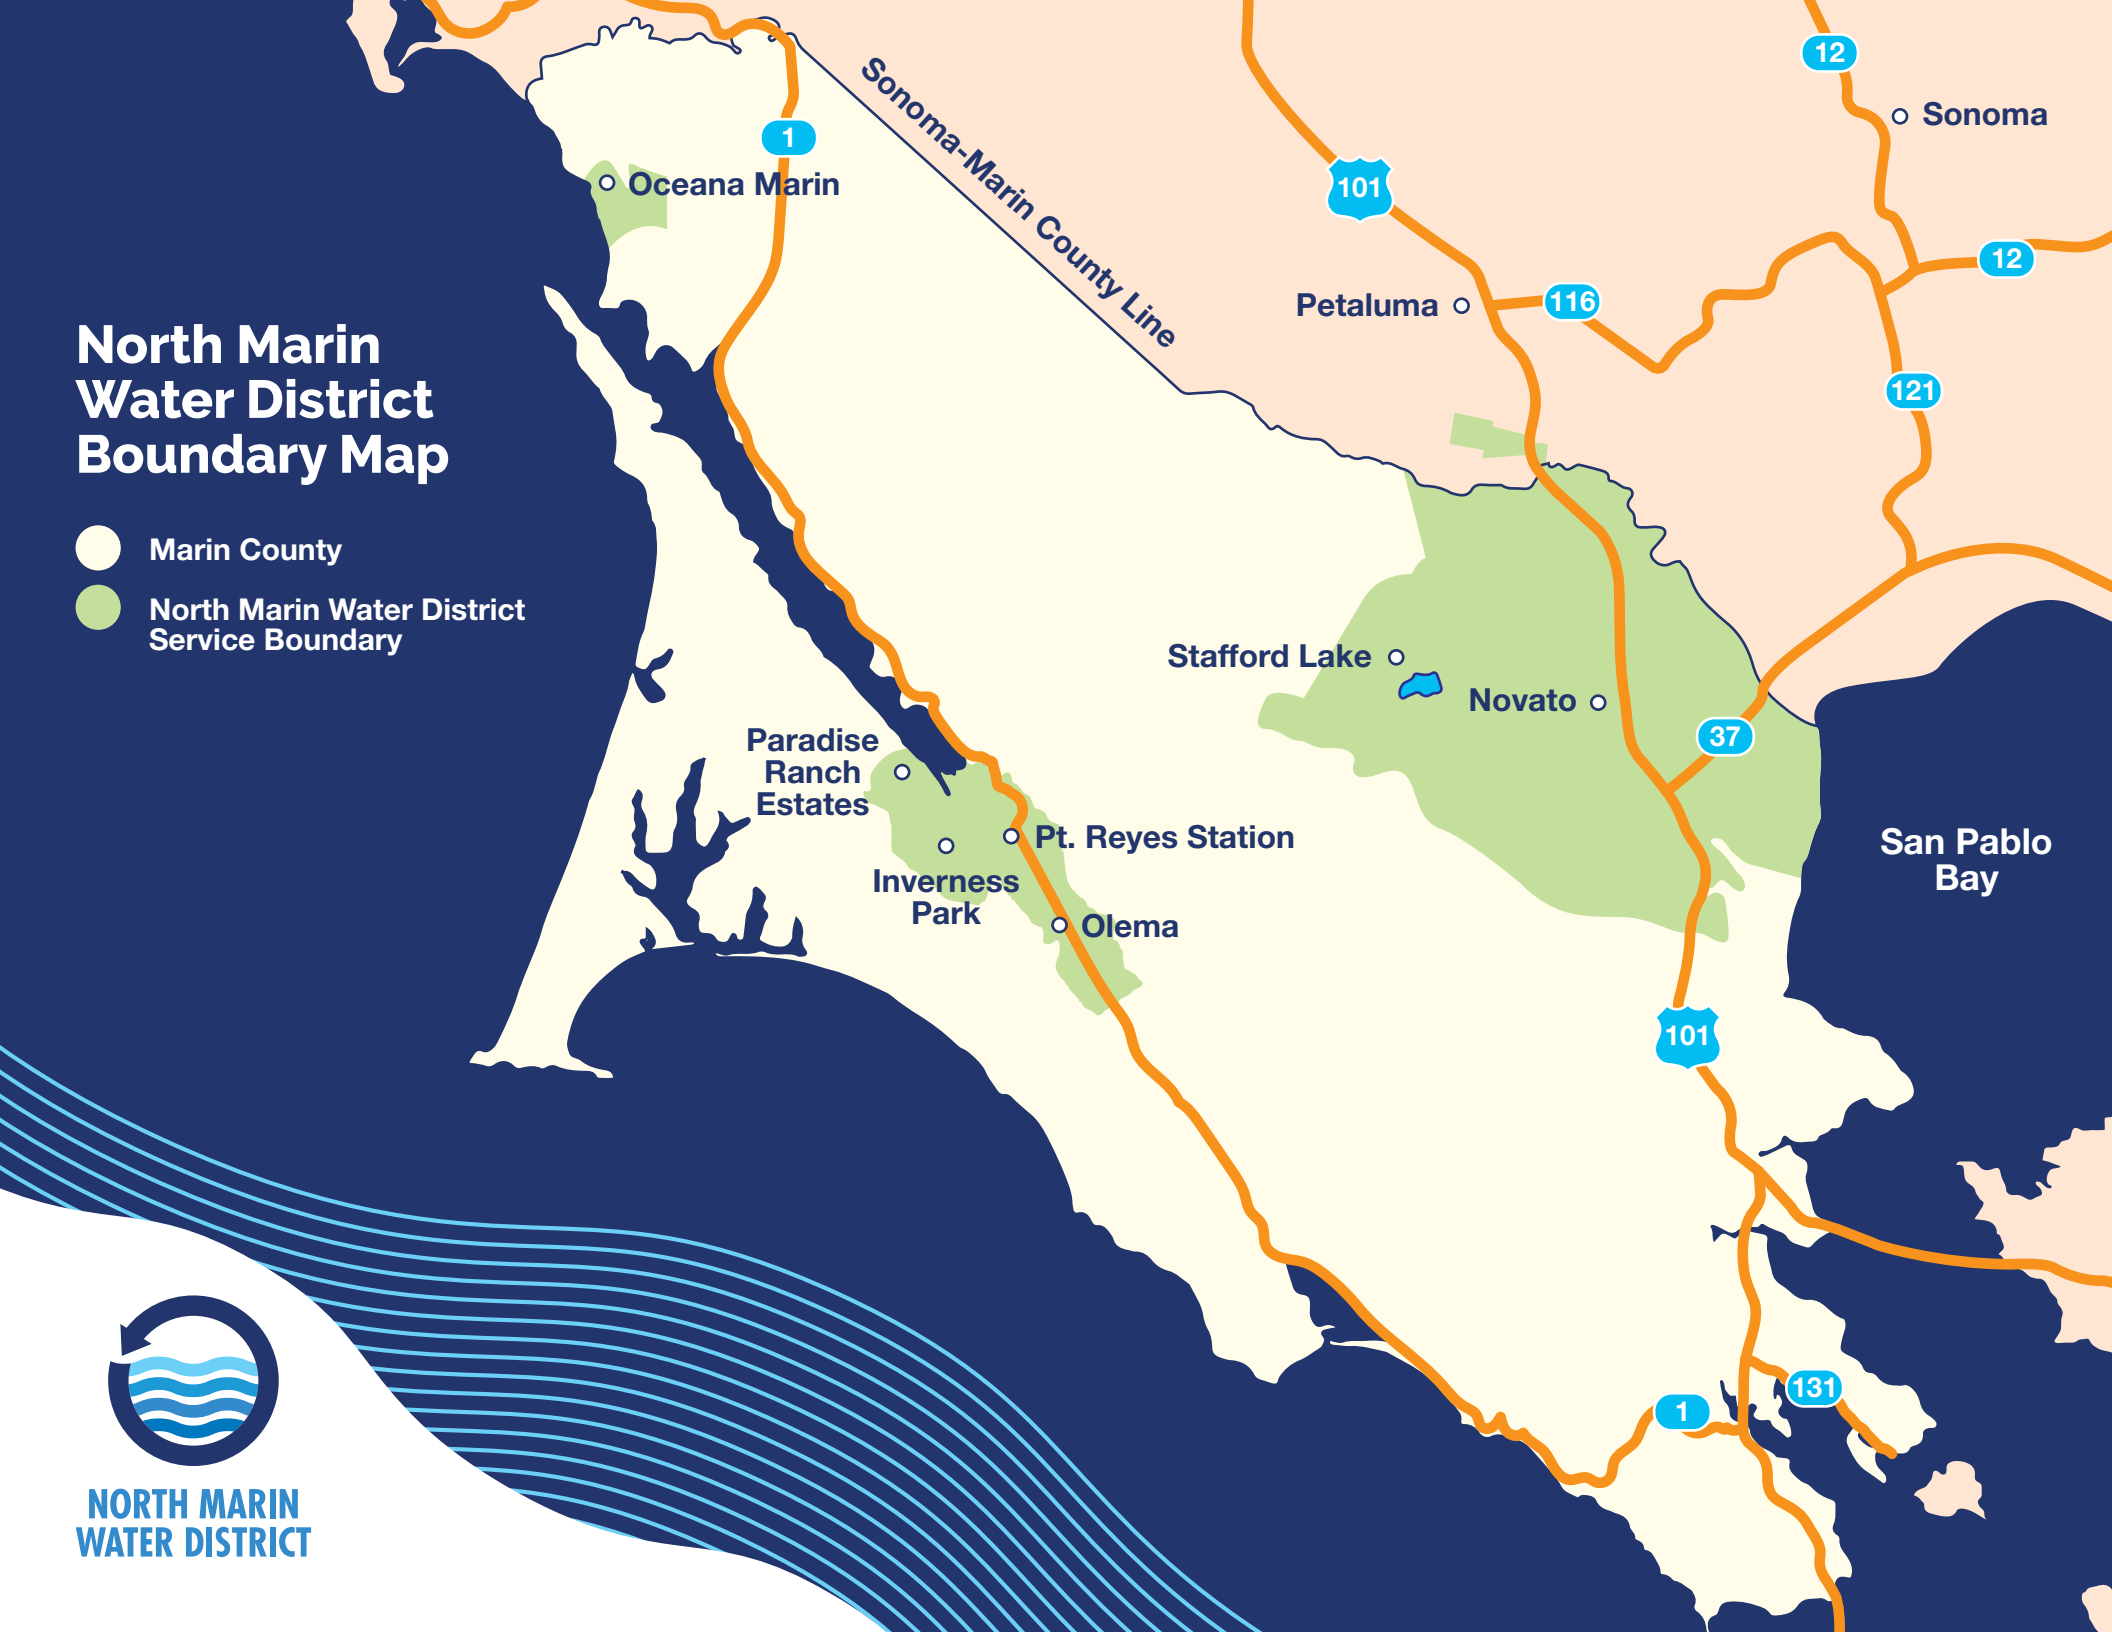 North Marin
Water District
Boundary Map
Marin County
North Marin Water District
Service Boundary
1
Oceana Marin
Sonoma-Marin County Line
101
12
Sonoma
12
Petaluma
116
121
Stafford Lake
Novato
37
Paradise
Ranch
Estates
Pt. Reyes Station
Inverness
Park
Olema
San Pablo
Bay
101
131
1
NORTH MARIN
WATER DISTRICT